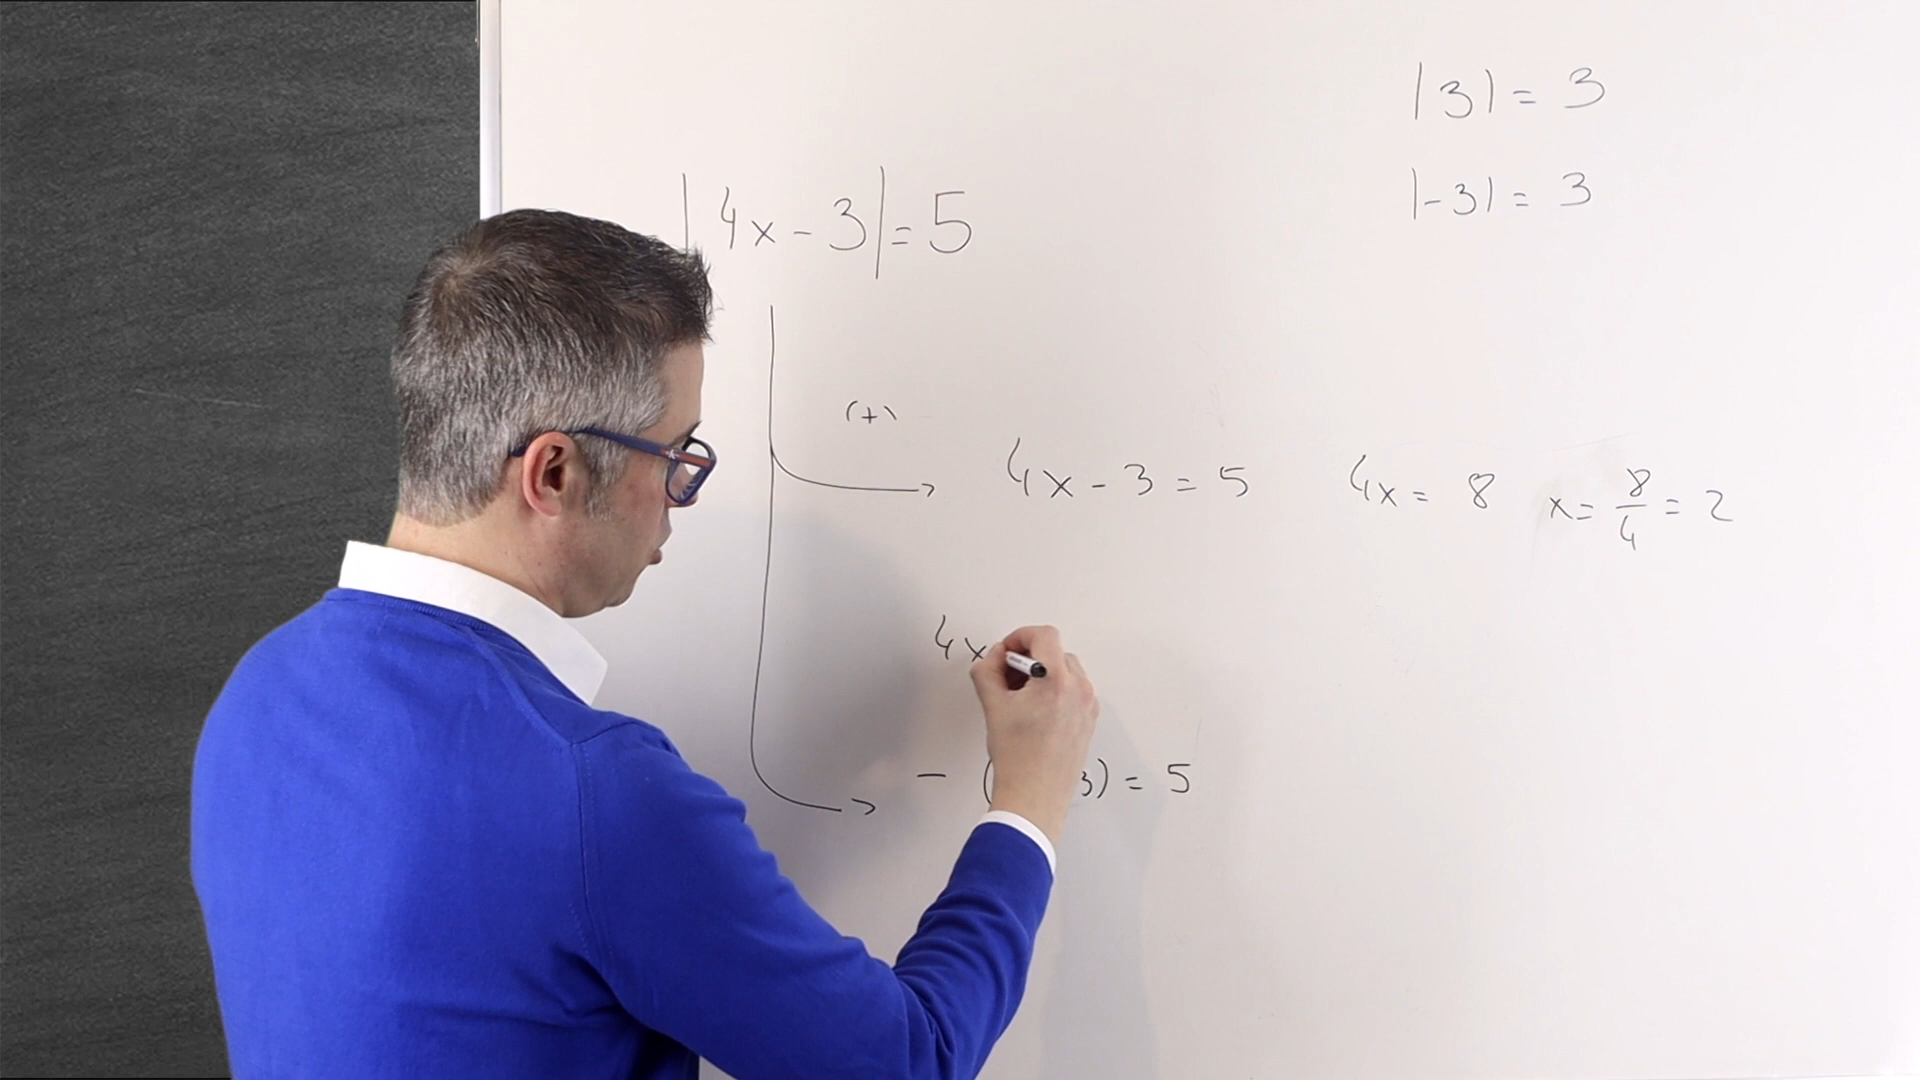 |3| = 3
|-3| = 3
|4x - 3| = 5
(+)
4x - 3 = 5   4x = 8   x = 8/4 = 2
4x
- (   3) = 5